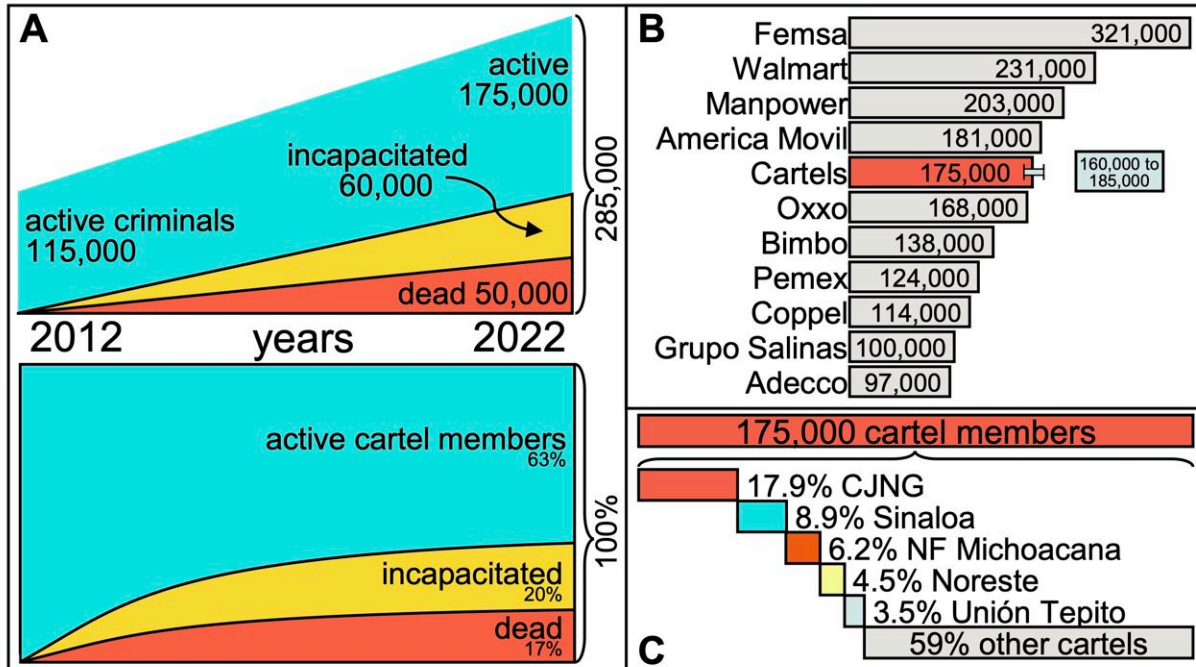 A
active
175,000
incapacitated
60,000
active criminals
115,000
dead 50,000
285,000
2012 years 2022
active cartel members
63%
incapacitated
20%
dead
17%
100%
B
Femsa 321,000
Walmart 231,000
Manpower 203,000
America Movil 181,000
Cartels 175,000
160,000 to
185,000
Oxxo 168,000
Bimbo 138,000
Pemex 124,000
Coppel 114,000
Grupo Salinas 100,000
Adecco 97,000
175,000 cartel members
17.9% CJNG
8.9% Sinaloa
6.2% NF Michoacana
4.5% Noreste
3.5% Unión Tepito
59% other cartels
C